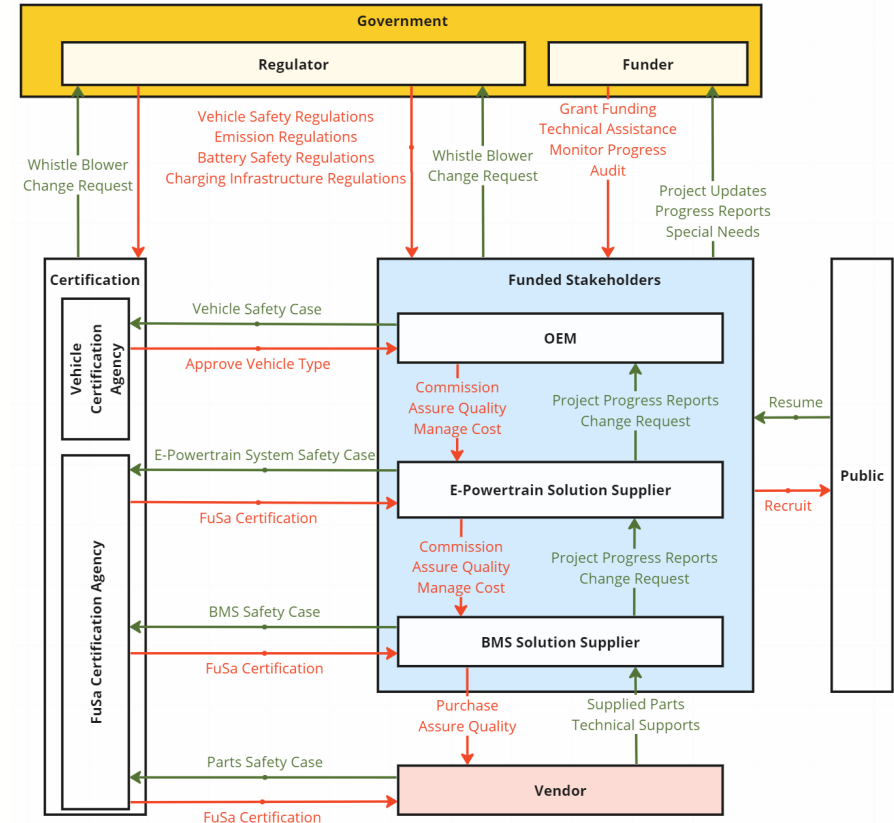 Government
Regulator
Funder
Vehicle Safety Regulations
Emission Regulations
Battery Safety Regulations
Charging Infrastructure Regulations
Whistle Blower
Change Request
Whistle Blower
Change Request
Grant Funding
Technical Assistance
Monitor Progress
Audit
Project Updates
Progress Reports
Special Needs
Certification
Funded Stakeholders
Vehicle
Certification
Agency
Vehicle Safety Case
Approve Vehicle Type
OEM
Commission
Assure Quality
Manage Cost
Project Progress Reports
Change Request
Resume
Public
Recruit
E-Powertrain System Safety Case
FuSa Certification
E-Powertrain Solution Supplier
Commission
Assure Quality
Manage Cost
Project Progress Reports
Change Request
FuSa Certification Agency
BMS Safety Case
FuSa Certification
BMS Solution Supplier
Purchase
Assure Quality
Supplied Parts
Technical Supports
Parts Safety Case
FuSa Certification
Vendor